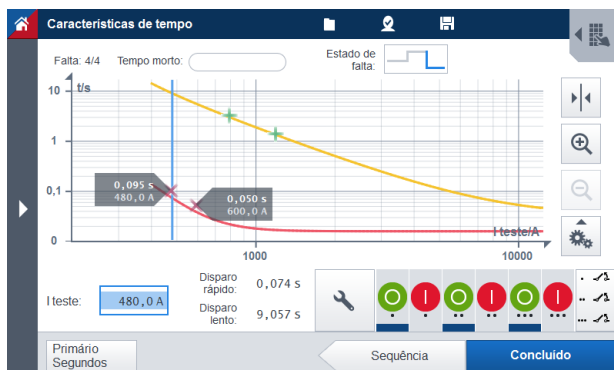 Características de tempo
Falta: 4/4 Tempo morto:
Estado de
falta:
t/s
10
1
0,1
0
0,095 s
480,0 A
0,050 s
600,0 A
I teste/A
1000
10000
I teste:
480,0 A
Disparo
rápido:
0,074 s
Disparo
lento:
9,057 s
Primário
Segundos
Sequência
Concluído